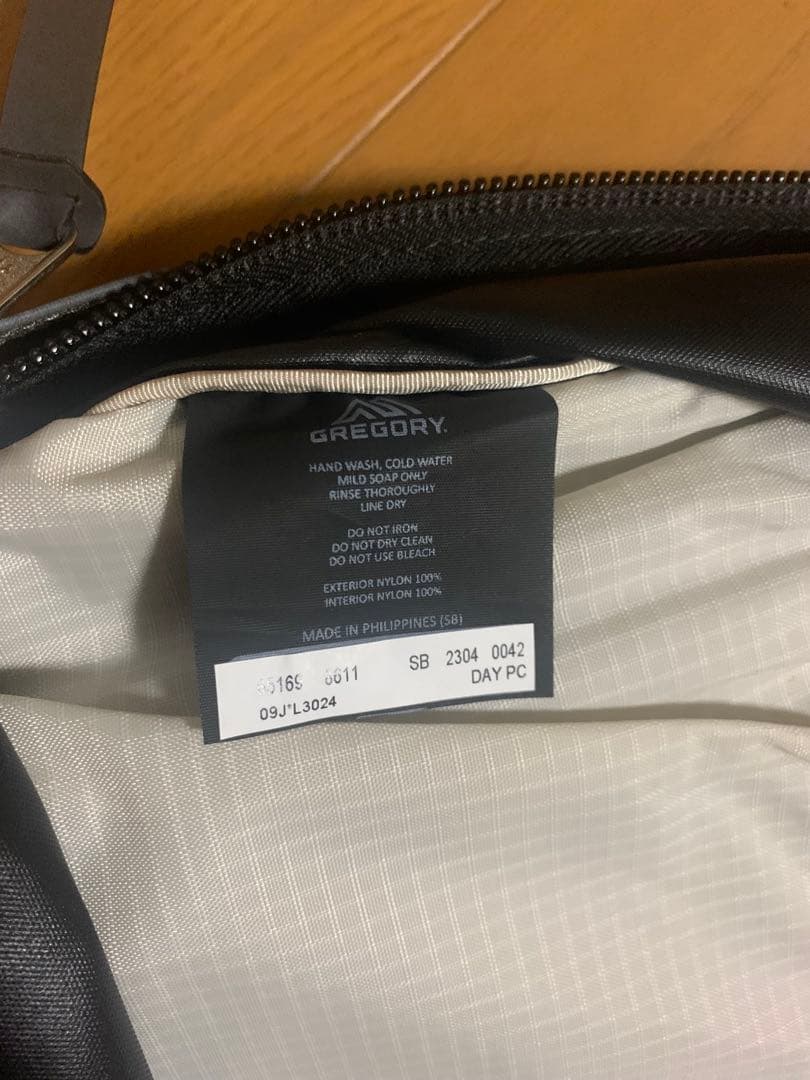 GREGORY.
HAND WASH, COLD WATER
MILD SOAP ONLY
RINSE THOROUGHLY
LINE DRY
DO NOT IRON
DO NOT DRY CLEAN
DO NOT USE BLEACH
EXTERIOR NYLON 100%
INTERIOR NYLON 100%
MADE IN PHILIPPINES (S8)
SB 2304 0042
09J*L3024 DAY PC